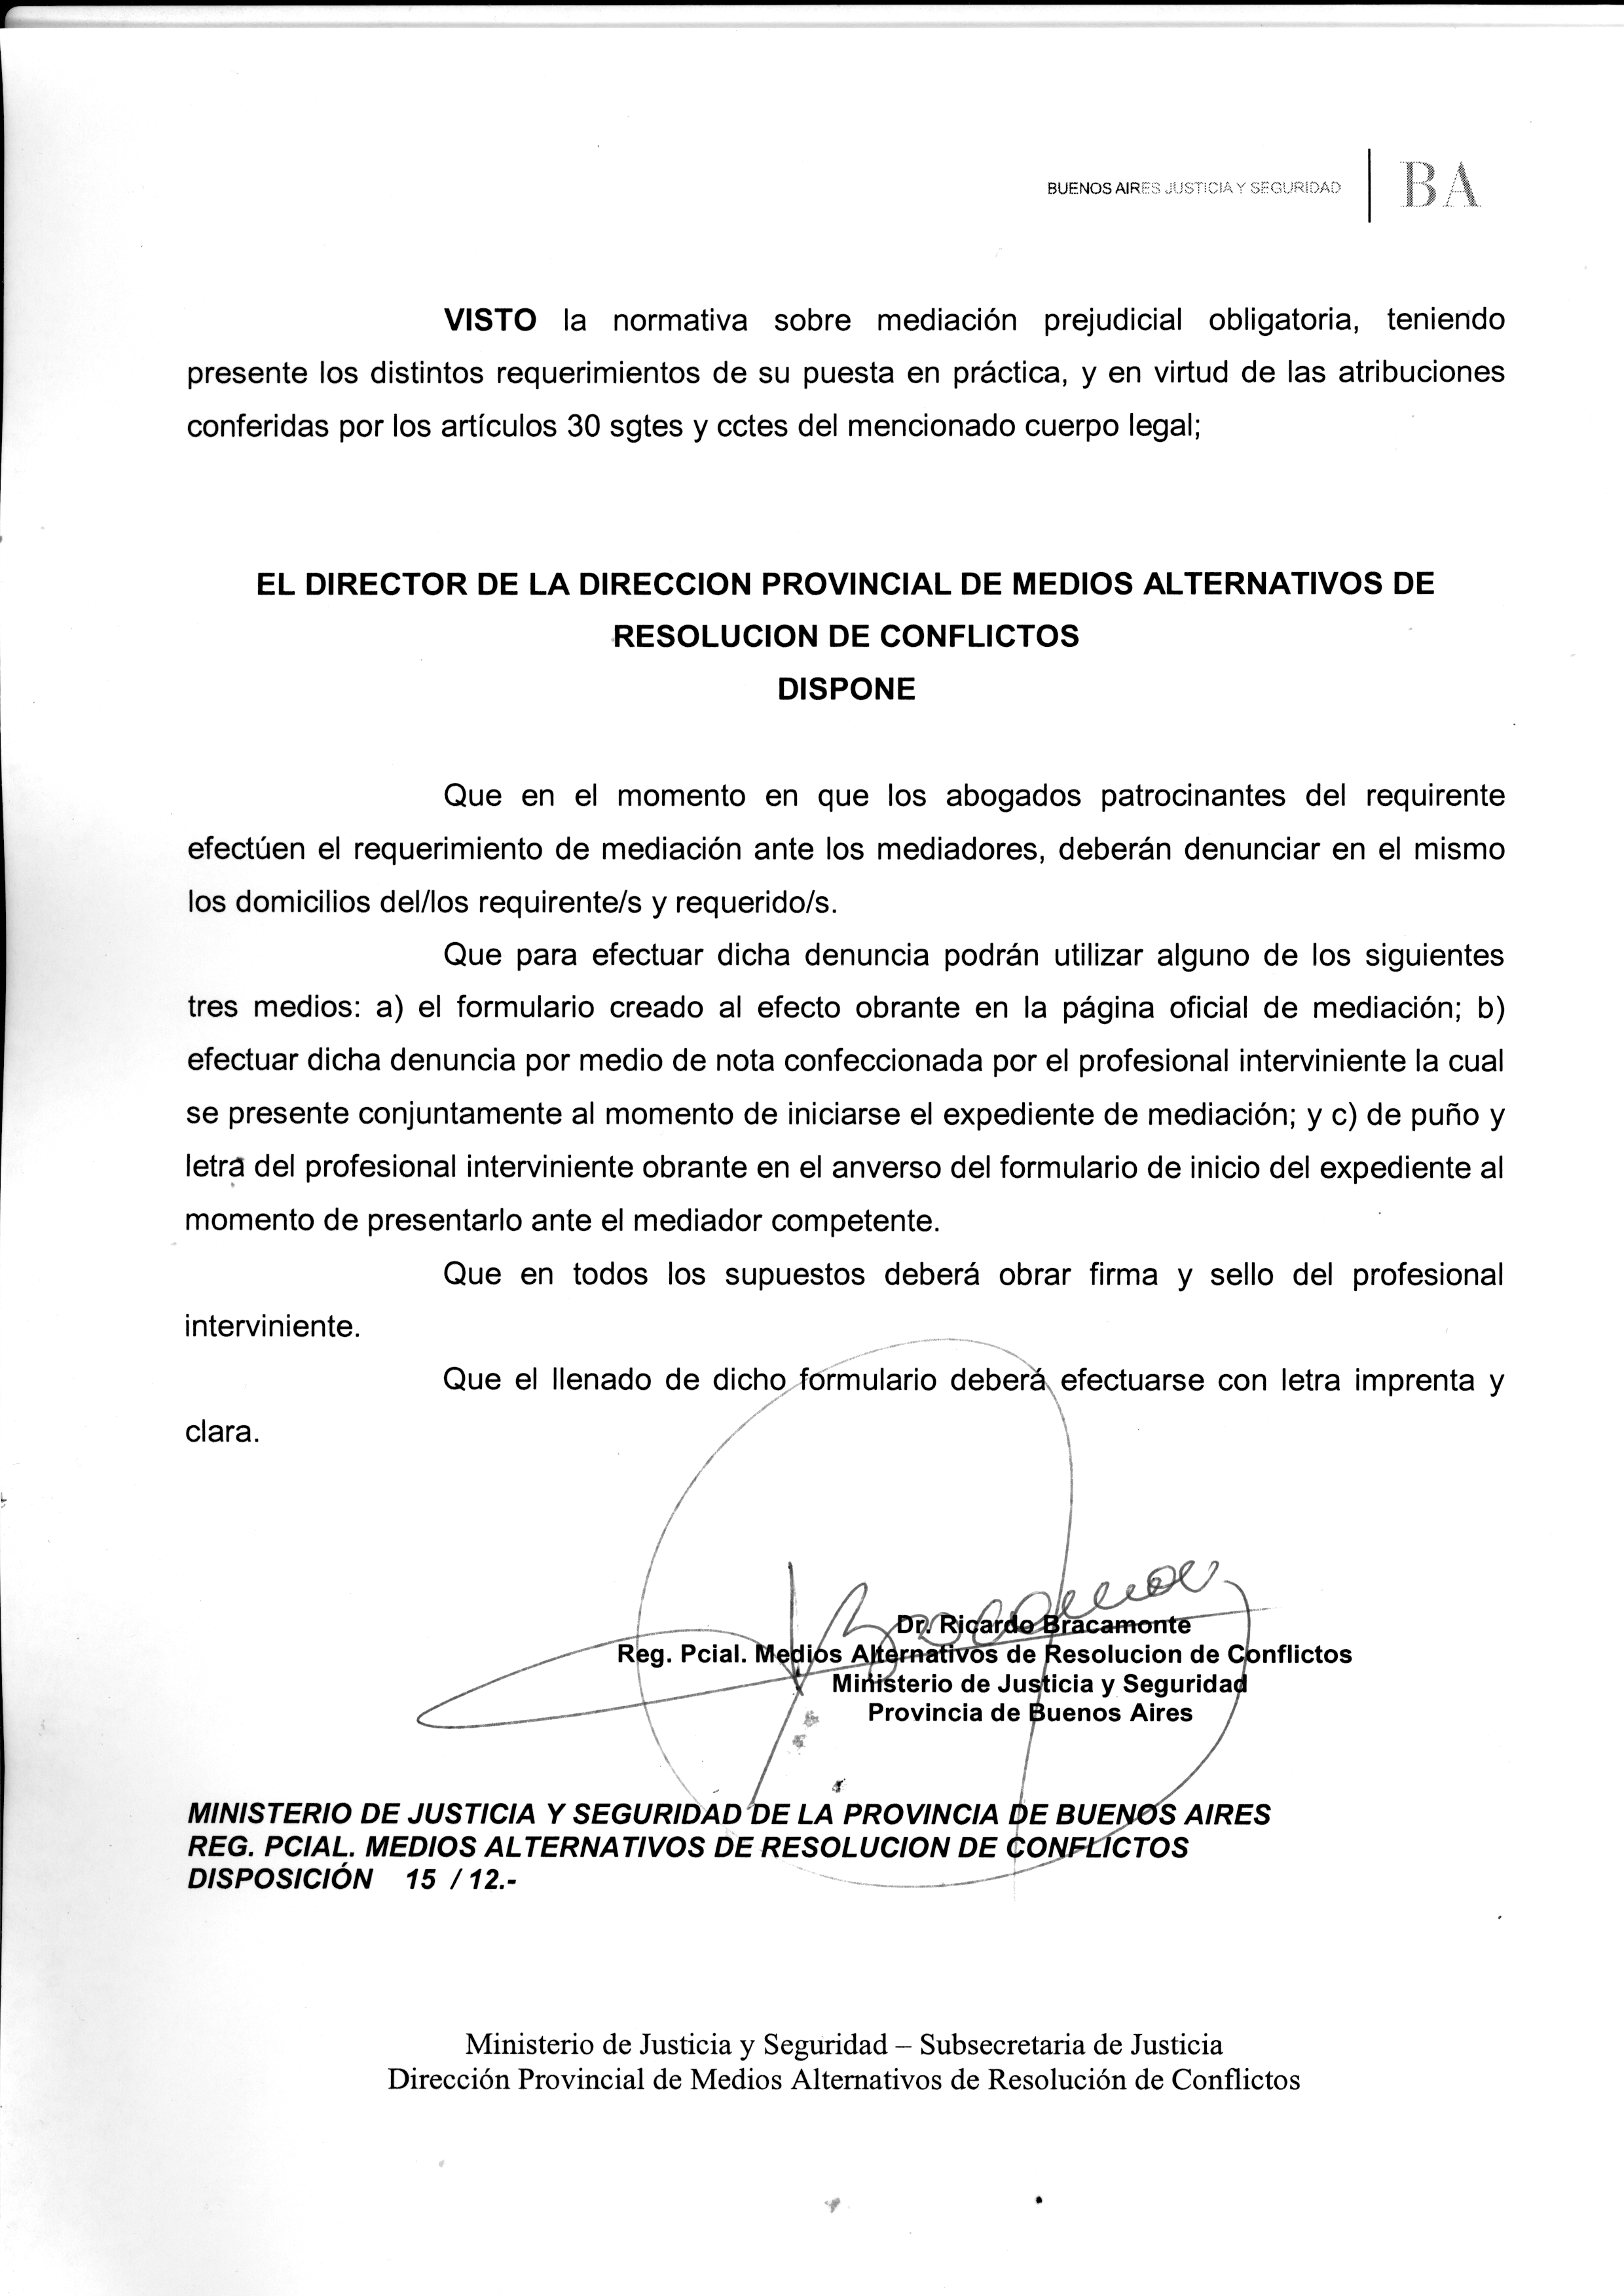 BUENOS AIRES JUSTICIA Y SEGURIDAD BA
VISTO la normativa sobre mediación prejudicial obligatoria, teniendo
presente los distintos requerimientos de su puesta en práctica, y en virtud de las atribuciones
conferidas por los artículos 30 sgtes y cctes del mencionado cuerpo legal;
EL DIRECTOR DE LA DIRECCION PROVINCIAL DE MEDIOS ALTERNATIVOS DE
RESOLUCION DE CONFLICTOS
DISPONE
Que en el momento en que los abogados patrocinantes del requirente
efectúen el requerimiento de mediación ante los mediadores, deberán denunciar en el mismo
los domicilios del/los requirente/s y requerido/s.
Que para efectuar dicha denuncia podrán utilizar alguno de los siguientes
tres medios: a) el formulario creado al efecto obrante en la página oficial de mediación; b)
efectuar dicha denuncia por medio de nota confeccionada por el profesional interviniente la cual
se presente conjuntamente al momento de iniciarse el expediente de mediación; y c) de puño y
letra del profesional interviniente obrante en el anverso del formulario de inicio del expediente al
momento de presentarlo ante el mediador competente.
Que en todos los supuestos deberá obrar firma y sello del profesional
interviniente.
Que el llenado de dicho formulario deberá efectuarse con letra imprenta y
clara.
Dr. Ricardo Bracamonte
Reg. Pcial. Medios Alternativos de Resolucion de Conflictos
Ministerio de Justicia y Seguridad
Provincia de Buenos Aires
MINISTERIO DE JUSTICIA Y SEGURIDAD DE LA PROVINCIA DE BUENOS AIRES
REG. PCIAL. MEDIOS ALTERNATIVOS DE RESOLUCION DE CONFLICTOS
DISPOSICIÓN 15 / 12.-
Ministerio de Justicia y Seguridad – Subsecretaria de Justicia
Dirección Provincial de Medios Alternativos de Resolución de Conflictos